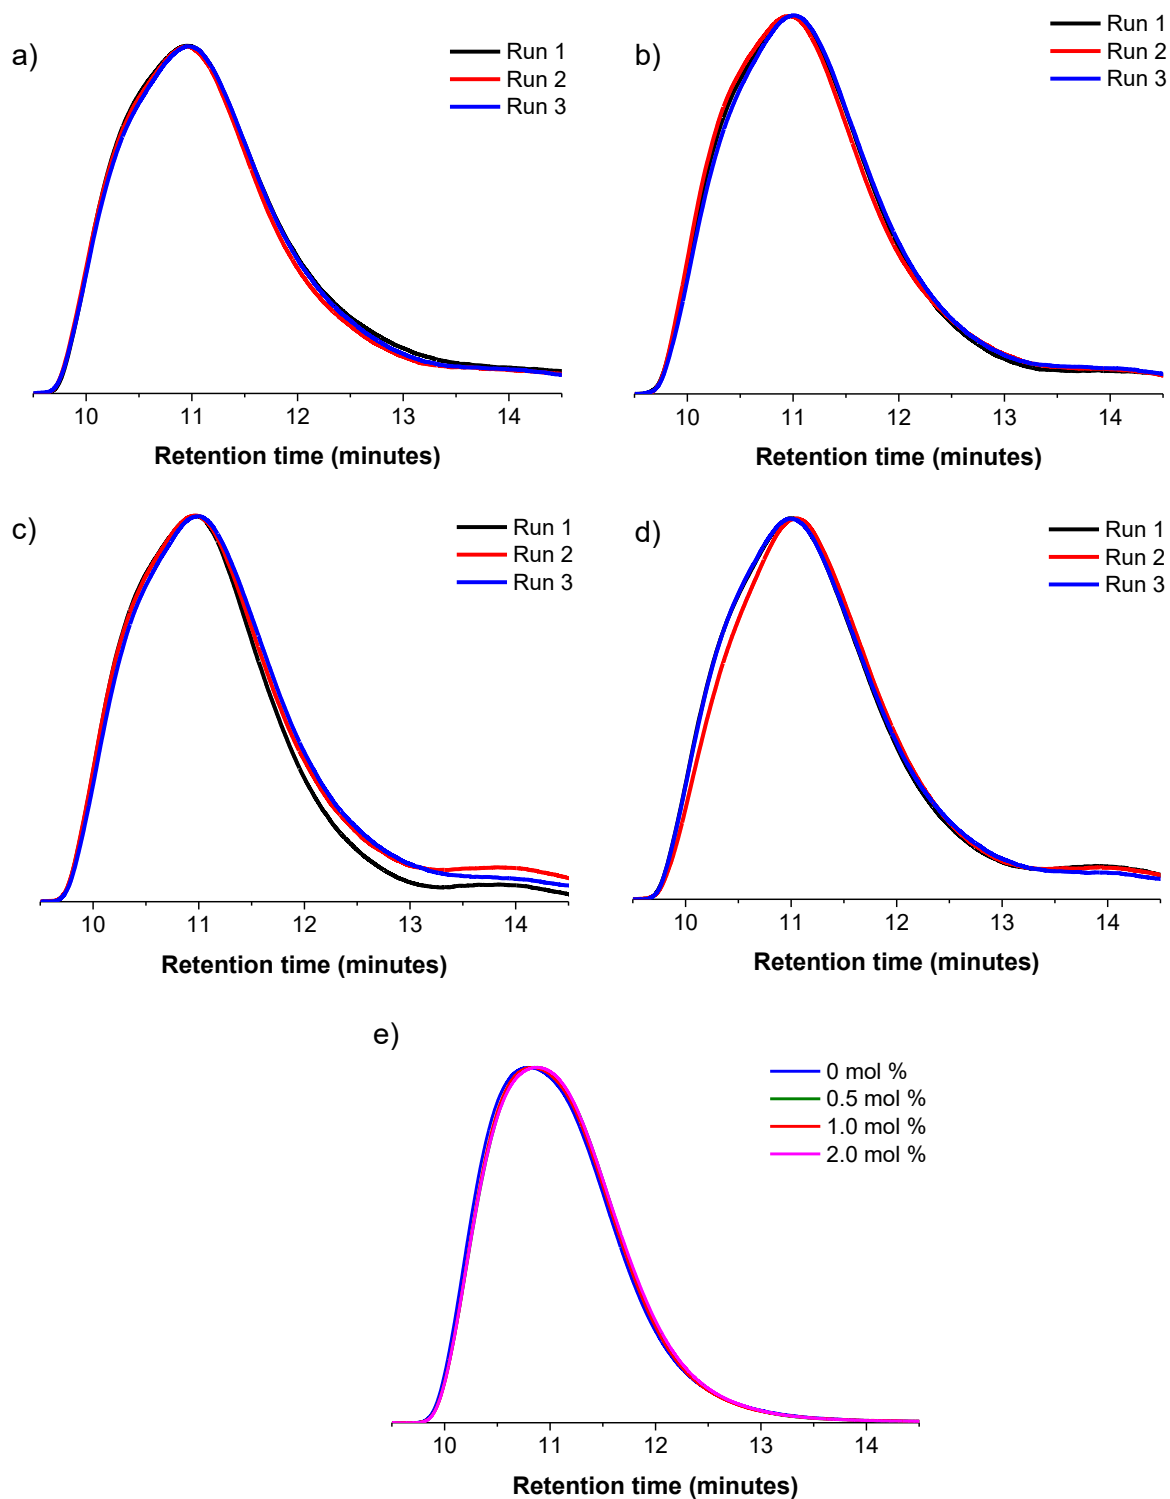 a)
Run 1
Run 2
Run 3
10 11 12 13 14
Retention time (minutes)
b)
Run 1
Run 2
Run 3
10 11 12 13 14
Retention time (minutes)
c)
Run 1
Run 2
Run 3
10 11 12 13 14
Retention time (minutes)
d)
Run 1
Run 2
Run 3
10 11 12 13 14
Retention time (minutes)
e)
0 mol %
0.5 mol %
1.0 mol %
2.0 mol %
10 11 12 13 14
Retention time (minutes)